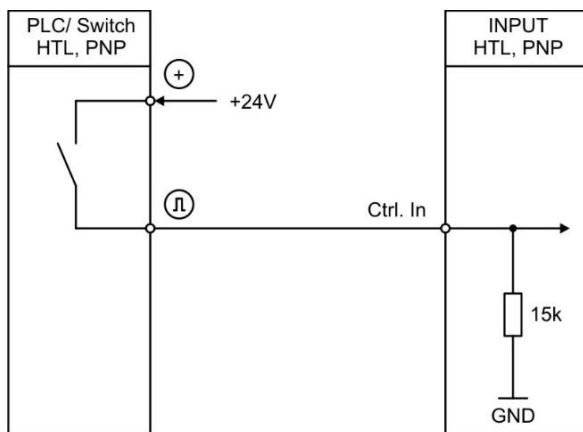 PLC/ Switch
HTL, PNP
INPUT
HTL, PNP
+
+24V
Ctrl. In
15k
GND